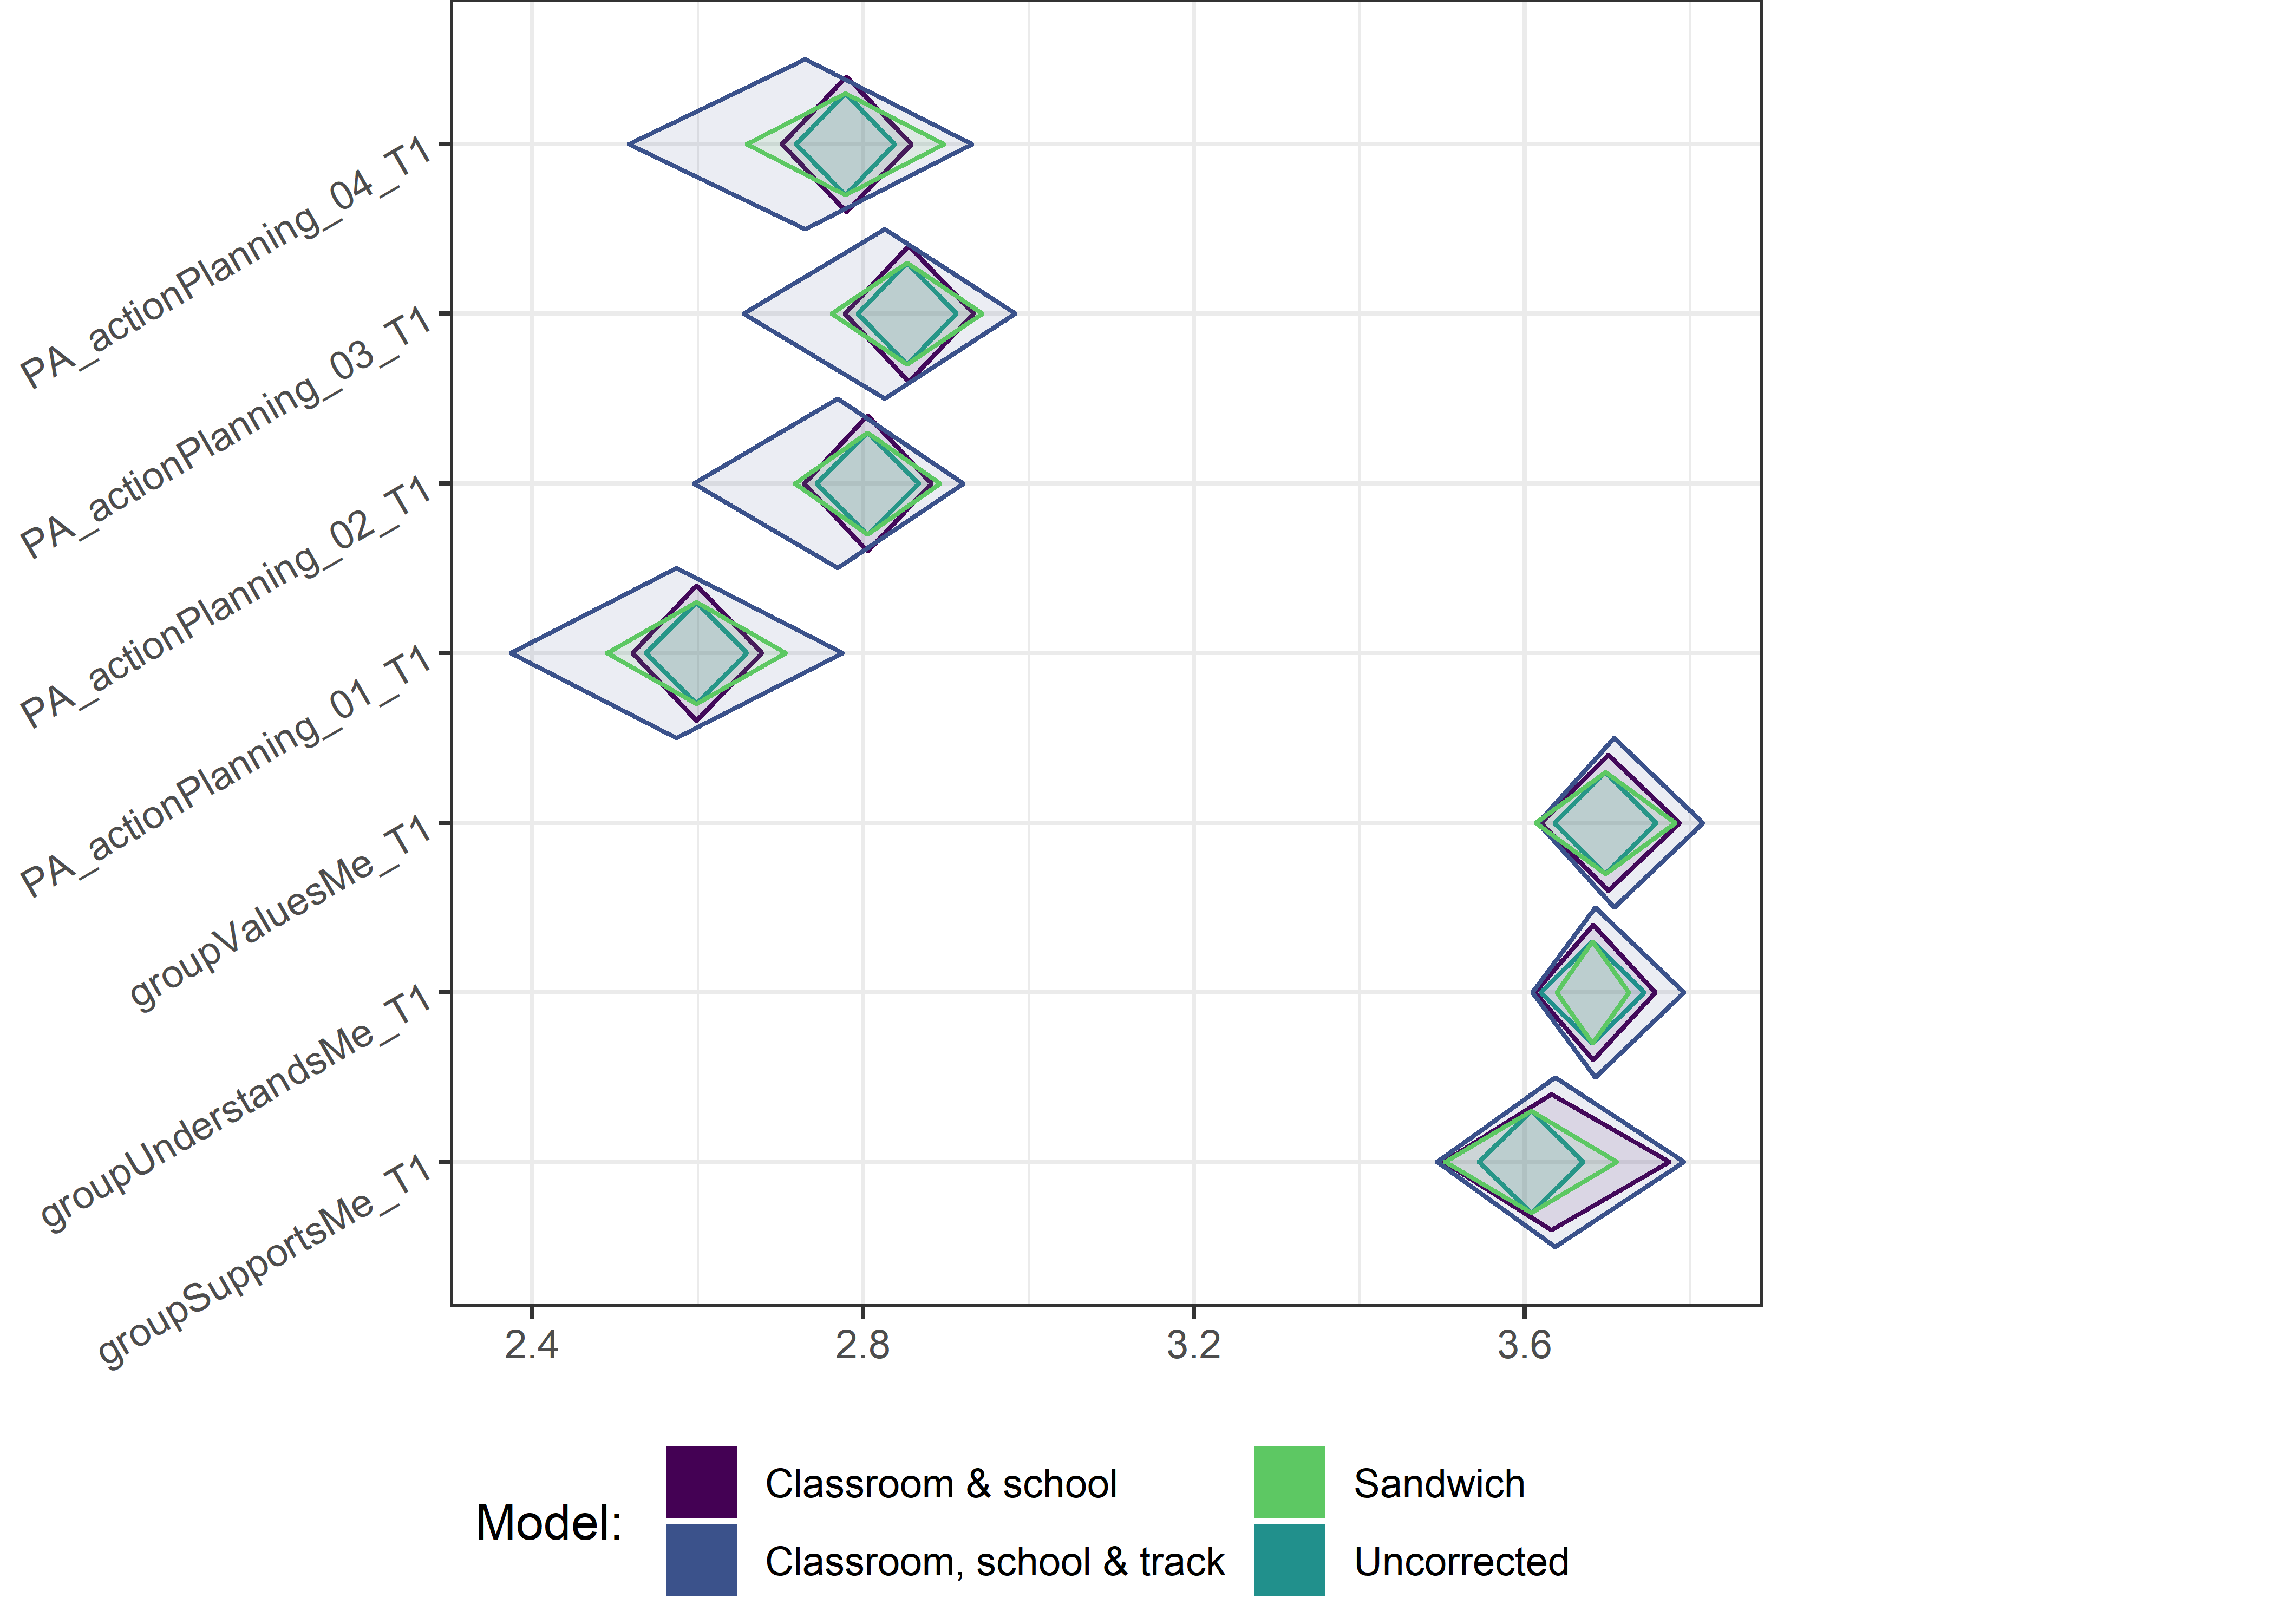 PA_actionPlanning_04_T1
PA_actionPlanning_03_T1
PA_actionPlanning_02_T1
PA_actionPlanning_01_T1
groupValuesMe_T1
groupUnderstandsMe_T1
groupSupportsMe_T1
2.4 2.8 3.2 3.6
Model:
Classroom & school
Classroom, school & track
Sandwich
Uncorrected